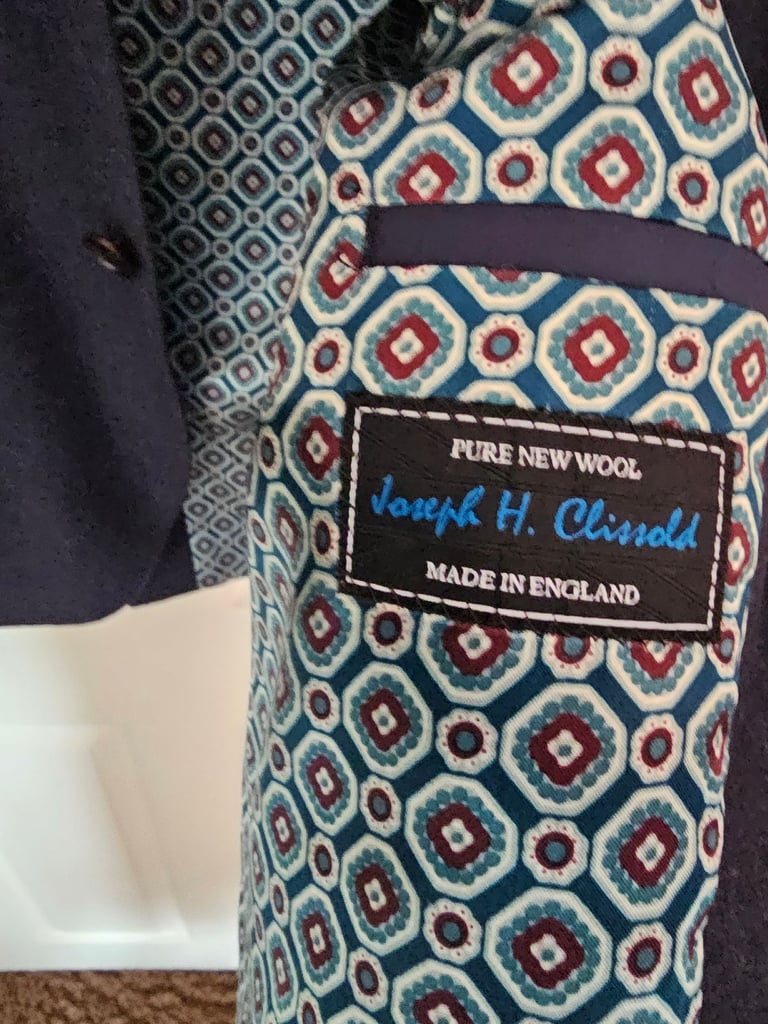 PURE NEW WOOL
Joseph H. Clissold
MADE IN ENGLAND